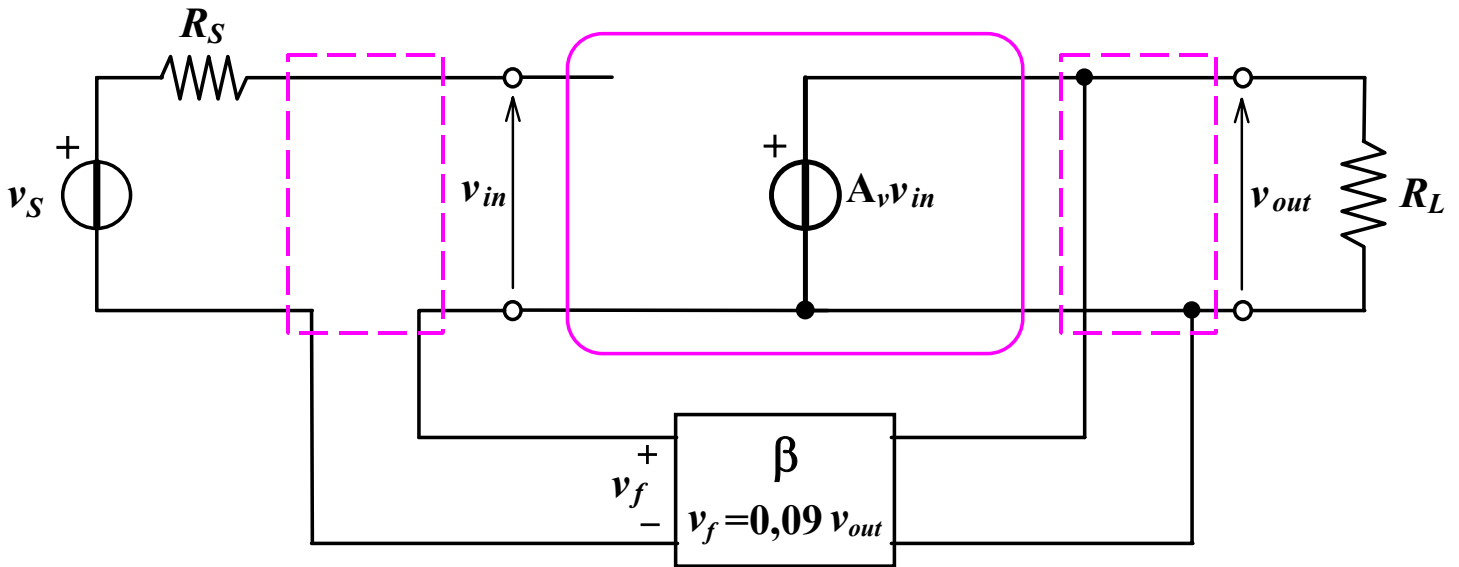 R_S
+
v_S
v_in
+
A_v v_in
v_out
R_L
+
v_f
−
β
v_f =0,09 v_out